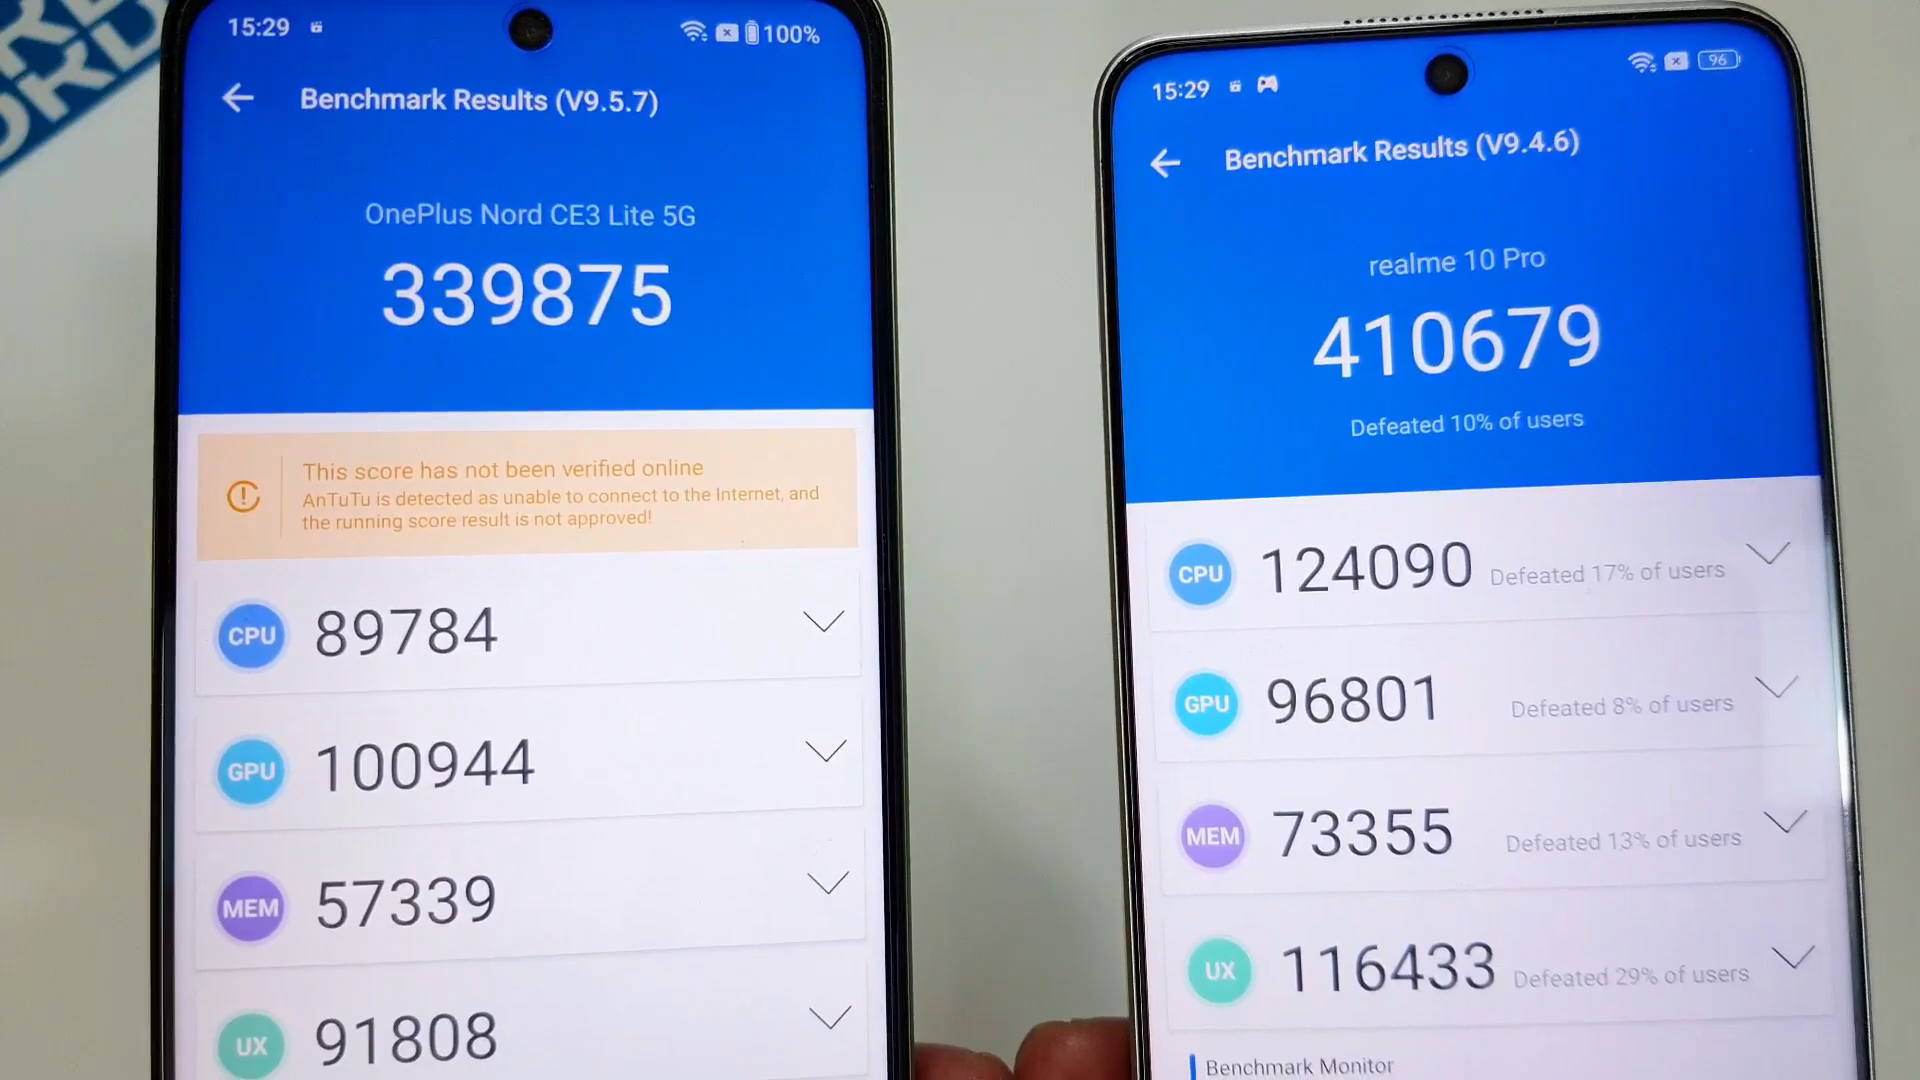 15:29
100%
Benchmark Results (V9.5.7)
OnePlus Nord CE3 Lite 5G
339875
This score has not been verified online
AnTuTu is detected as unable to connect to the Internet, and
the running score result is not approved!
CPU 89784
GPU 100944
MEM 57339
UX 91808
15:29
96
Benchmark Results (V9.4.6)
realme 10 Pro
410679
Defeated 10% of users
CPU 124090 Defeated 17% of users
GPU 96801 Defeated 8% of users
MEM 73355 Defeated 13% of users
UX 116433 Defeated 29% of users
Benchmark Monitor